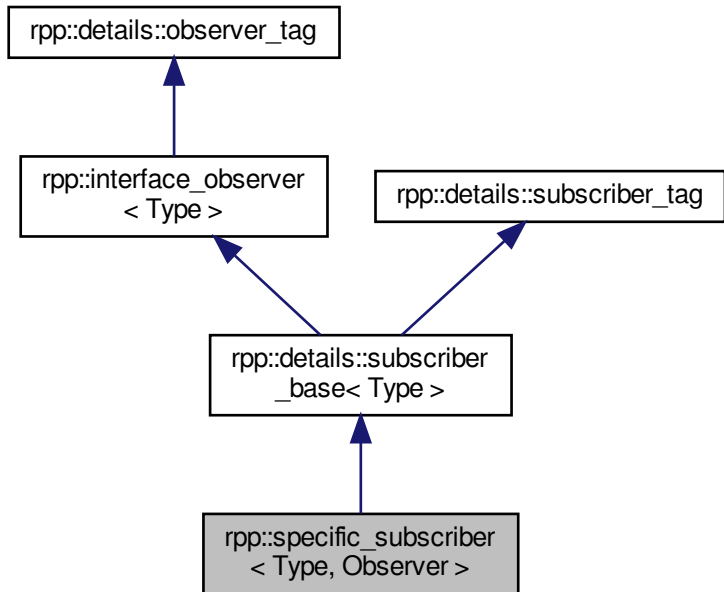 rpp::details::observer_tag
rpp::interface_observer
< Type >
rpp::details::subscriber_tag
rpp::details::subscriber
_base< Type >
rpp::specific_subscriber
< Type, Observer >